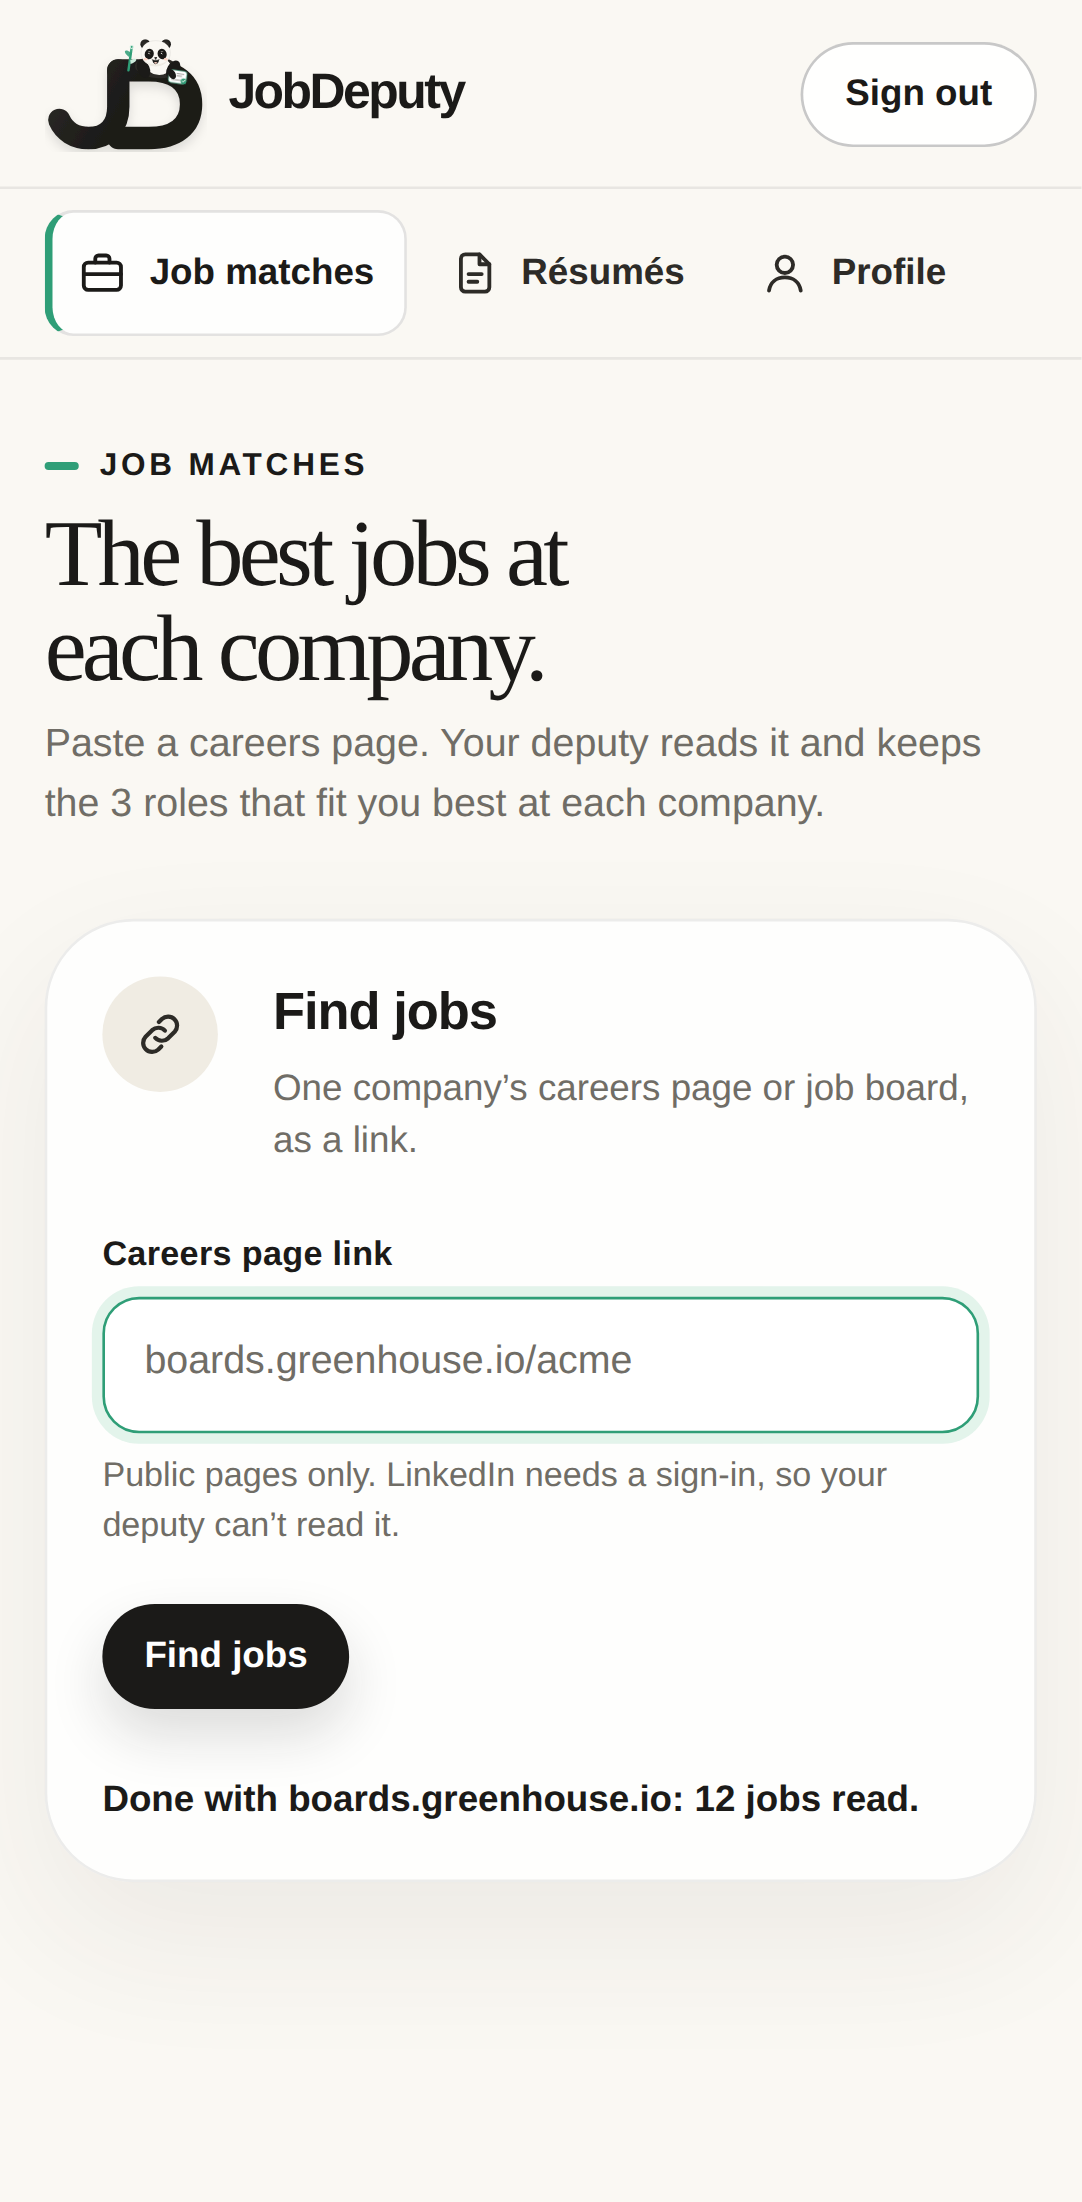 JobDeputy
Sign out
Job matches
Résumés
Profile
JOB MATCHES
The best jobs at
each company.
Paste a careers page. Your deputy reads it and keeps
the 3 roles that fit you best at each company.
Find jobs
One company’s careers page or job board,
as a link.
Careers page link
boards.greenhouse.io/acme
Public pages only. LinkedIn needs a sign-in, so your
deputy can’t read it.
Find jobs
Done with boards.greenhouse.io: 12 jobs read.